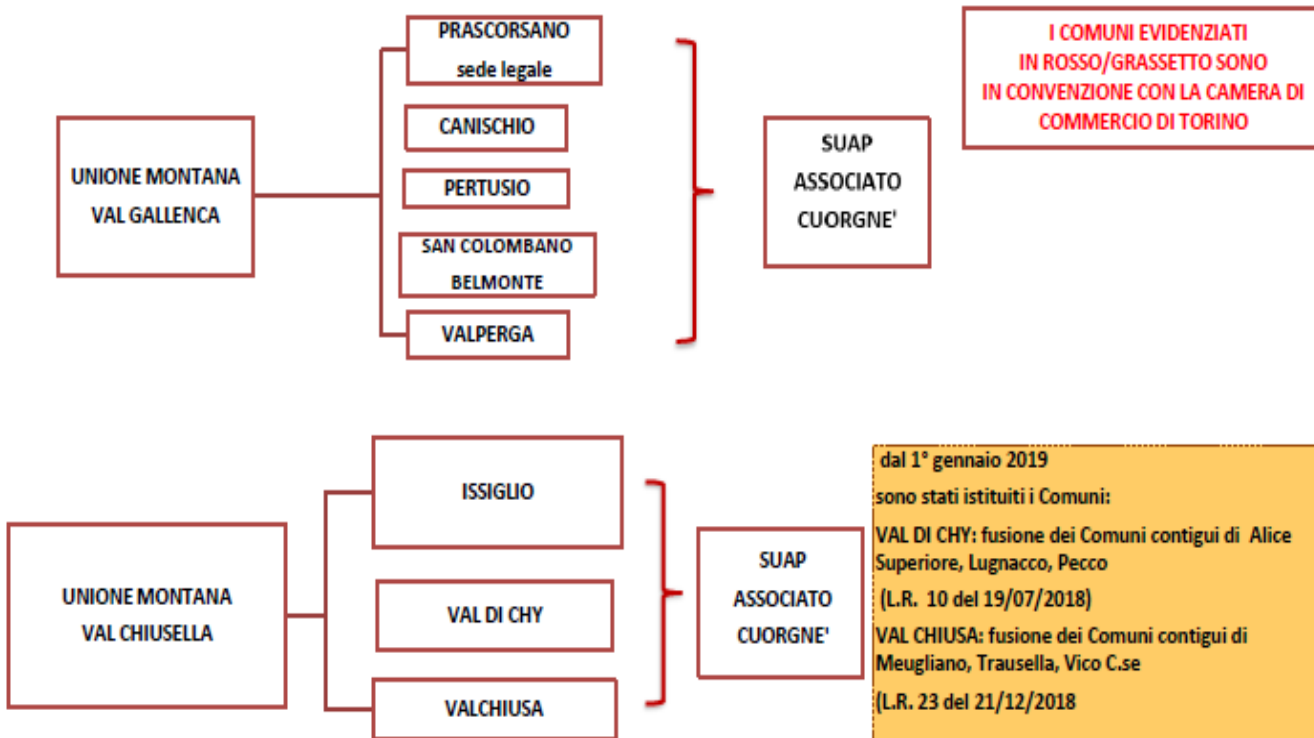 PRASCORSANO
sede legale
CANISCHIO
UNIONE MONTANA
VAL GALLENCA
PERTUSIO
SAN COLOMBANO
BELMONTE
VALPERGA
SUAP
ASSOCIATO
CUORGNE'
I COMUNI EVIDENZIATI
IN ROSSO/GRASSETTO SONO
IN CONVENZIONE CON LA CAMERA DI
COMMERCIO DI TORINO
ISSIGLIO
UNIONE MONTANA
VAL CHIUSELLA
VAL DI CHY
VALCHIUSA
SUAP
ASSOCIATO
CUORGNE'
dal 1° gennaio 2019
sono stati istituiti i Comuni:
VAL DI CHY: fusione dei Comuni contigui di Alice
Superiore, Lugnacco, Pecco
(L.R. 10 del 19/07/2018)
VAL CHIUSA: fusione dei Comuni contigui di
Meugliano, Trausella, Vico C.se
(L.R. 23 del 21/12/2018